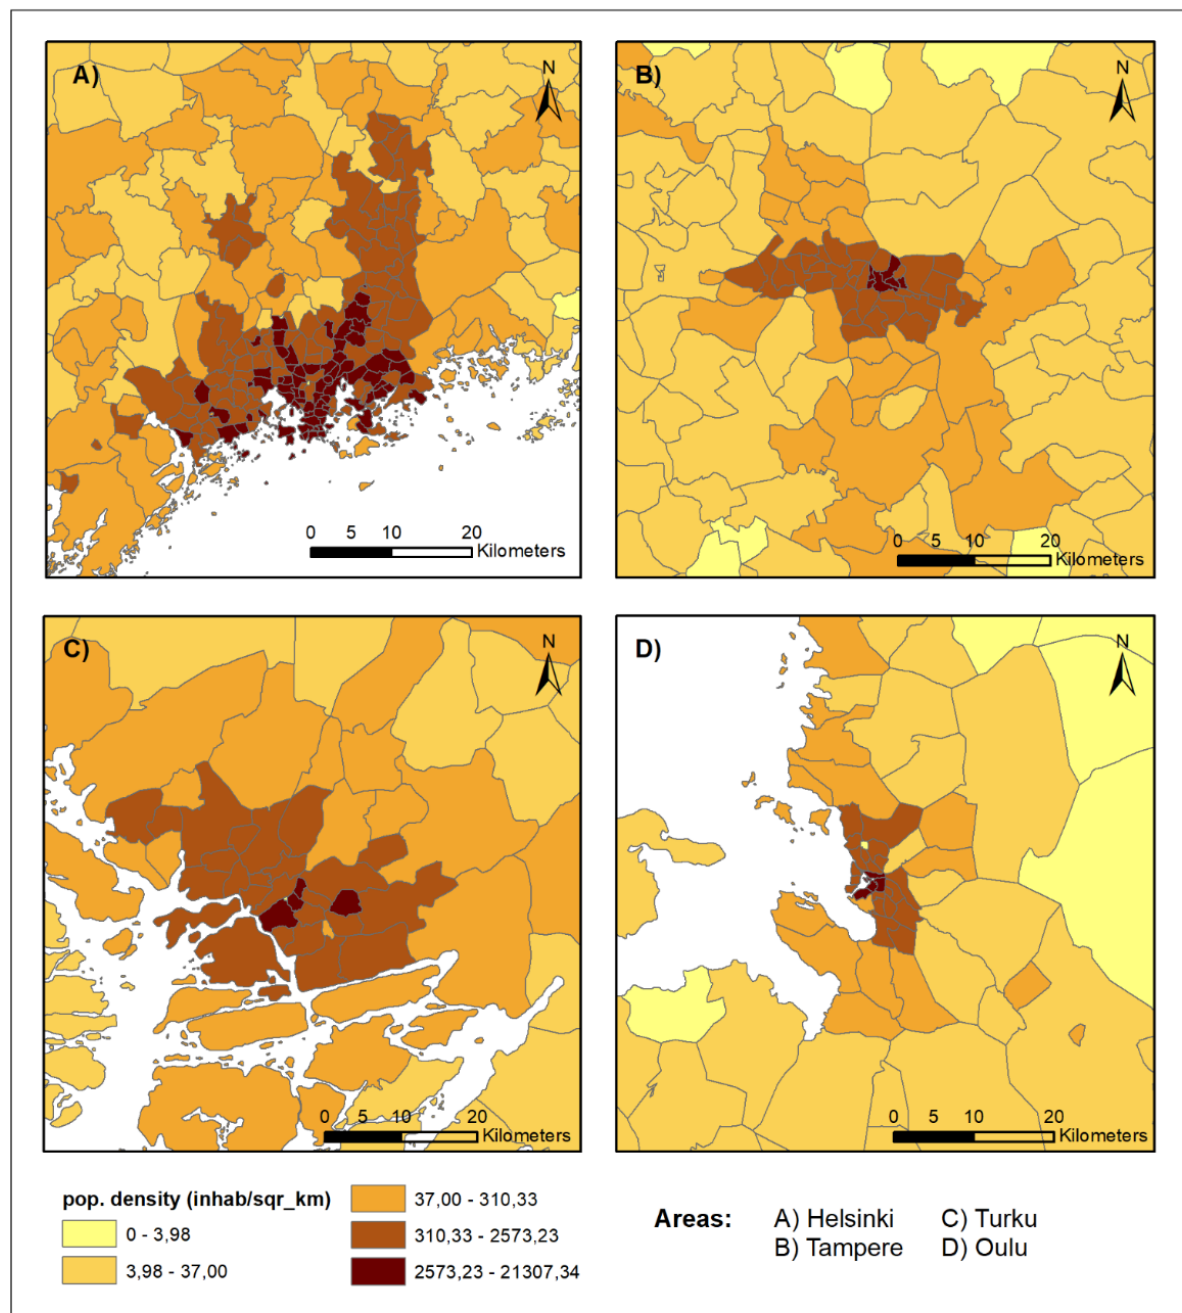 A)
N
0 5 10 20
Kilometers
B)
N
0 5 10 20
Kilometers
C)
N
0 5 10 20
Kilometers
D)
N
0 5 10 20
Kilometers
pop. density (inhab/sqr_km)
0 - 3,98
3,98 - 37,00
37,00 - 310,33
310,33 - 2573,23
2573,23 - 21307,34
Areas: A) Helsinki C) Turku
B) Tampere D) Oulu